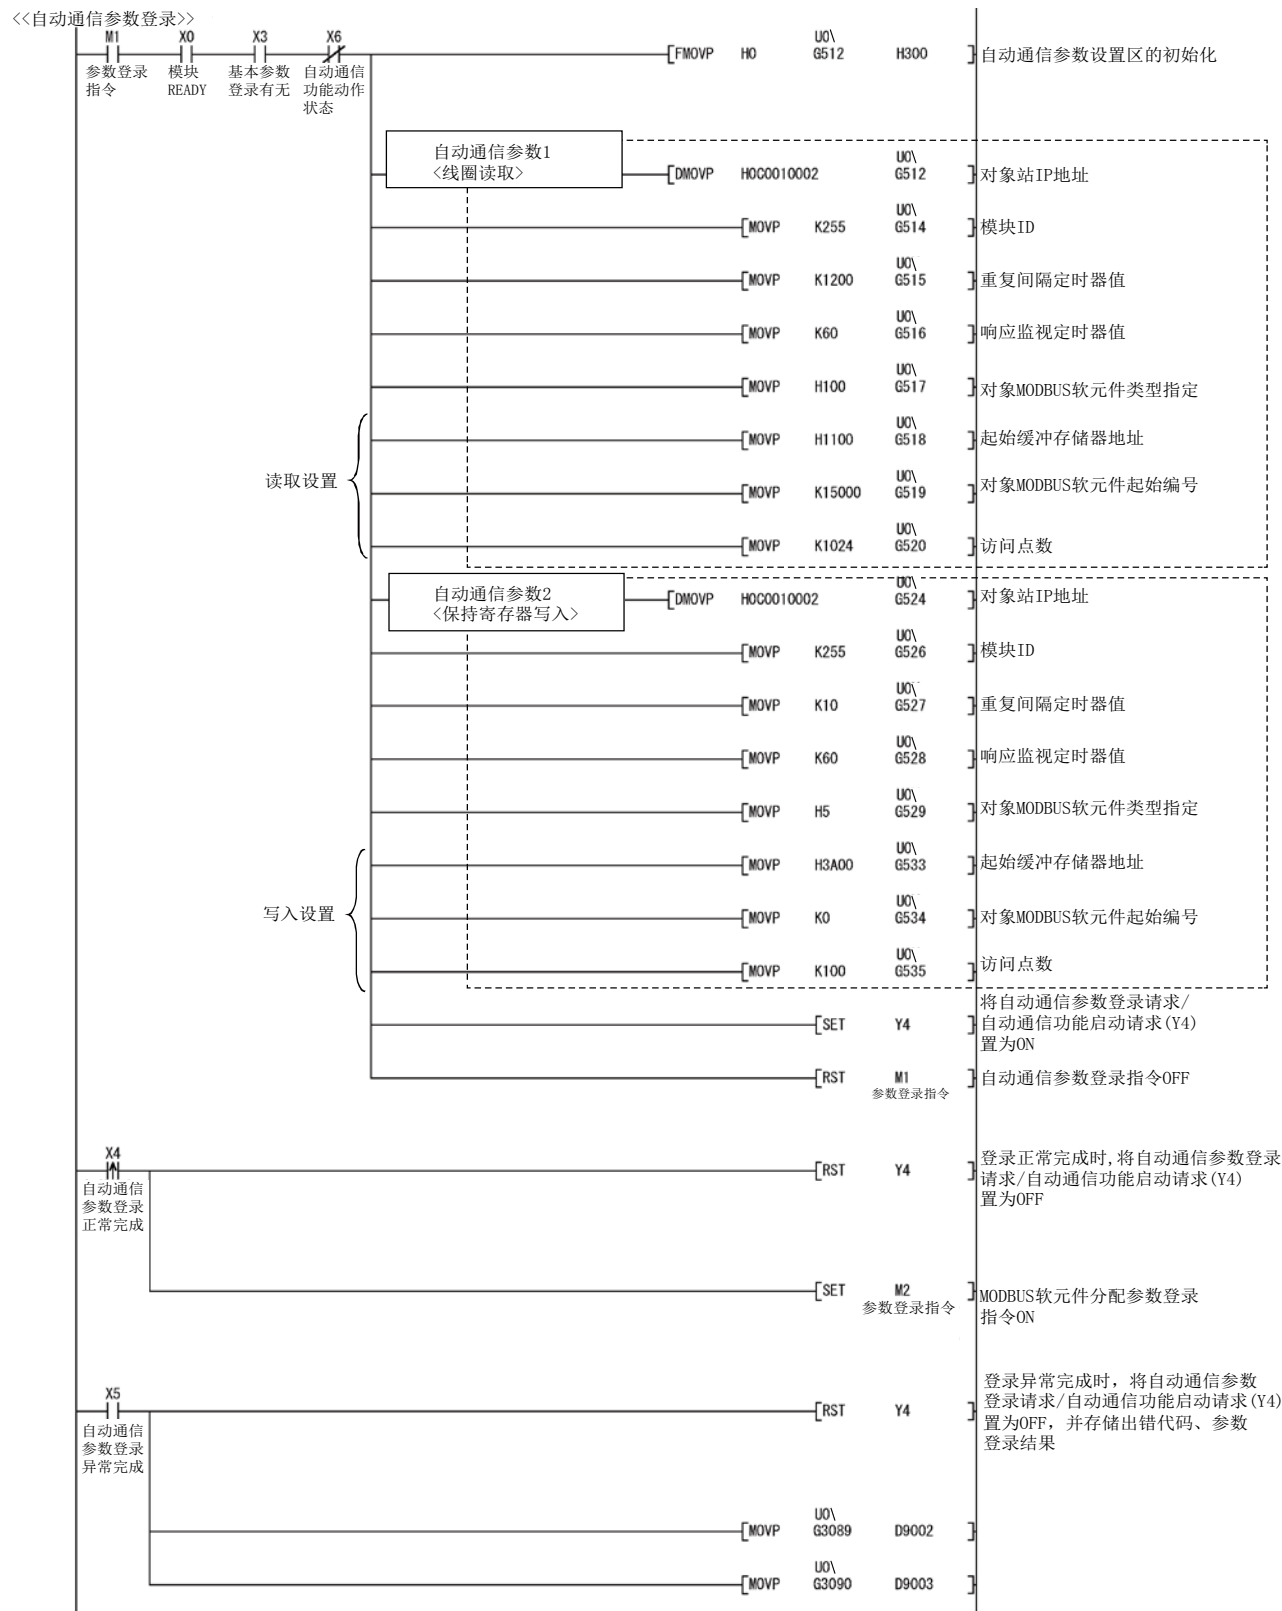 <<自动通信参数登录>>
M1 X0 X3 X6
参数登录 模块 基本参数 自动通信
指令 READY 登录有无 功能动作
状态
U0\
FMOVP H0 G512 H300 自动通信参数设置区的初始化
自动通信参数1
<线圈读取>
U0\
DMOVP H0C0010002 G512 对象站IP地址
U0\
MOVP K255 G514 模块ID
U0\
MOVP K1200 G515 重复间隔定时器值
U0\
MOVP K60 G516 响应监视定时器值
U0\
MOVP H100 G517 对象MODBUS软元件类型指定
读取设置
U0\
MOVP H1100 G518 起始缓冲存储器地址
U0\
MOVP K15000 G519 对象MODBUS软元件起始编号
U0\
MOVP K1024 G520 访问点数
自动通信参数2
<保持寄存器写入>
U0\
DMOVP H0C0010002 G524 对象站IP地址
U0\
MOVP K255 G526 模块ID
U0\
MOVP K10 G527 重复间隔定时器值
U0\
MOVP K60 G528 响应监视定时器值
U0\
MOVP H5 G529 对象MODBUS软元件类型指定
写入设置
U0\
MOVP H3A00 G533 起始缓冲存储器地址
U0\
MOVP K0 G534 对象MODBUS软元件起始编号
U0\
MOVP K100 G535 访问点数
将自动通信参数登录请求/
SET Y4 自动通信功能启动请求(Y4)
置为ON
RST M1 自动通信参数登录指令OFF
参数登录指令
X4
自动通信
参数登录
正常完成
登录正常完成时,将自动通信参数登录
RST Y4 请求/自动通信功能启动请求(Y4)
置为OFF
SET M2 MODBUS软元件分配参数登录
参数登录指令 指令ON
X5
自动通信
参数登录
异常完成
登录异常完成时，将自动通信参数
登录请求/自动通信功能启动请求(Y4)
RST Y4 置为OFF，并存储出错代码、参数
登录结果
U0\
MOVP G3089 D9002
U0\
MOVP G3090 D9003